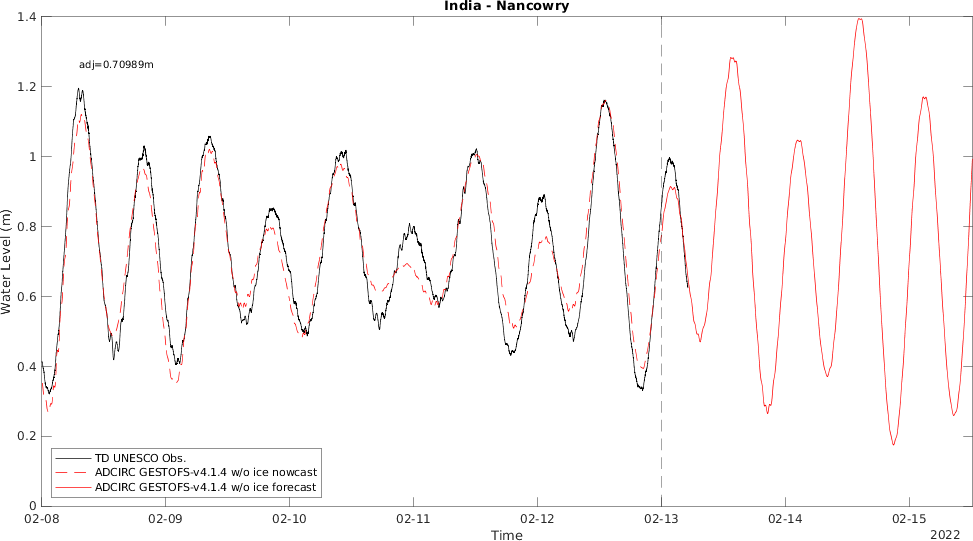 India - Nancowry
adj=0.70989m
1.4
1.2
1
0.8
0.6
0.4
0.2
0
Water Level (m)
TD UNESCO Obs.
ADCIRC GESTOFS-v4.1.4 w/o ice nowcast
ADCIRC GESTOFS-v4.1.4 w/o ice forecast
02-08 02-09 02-10 02-11 02-12 02-13 02-14 02-15
Time
2022